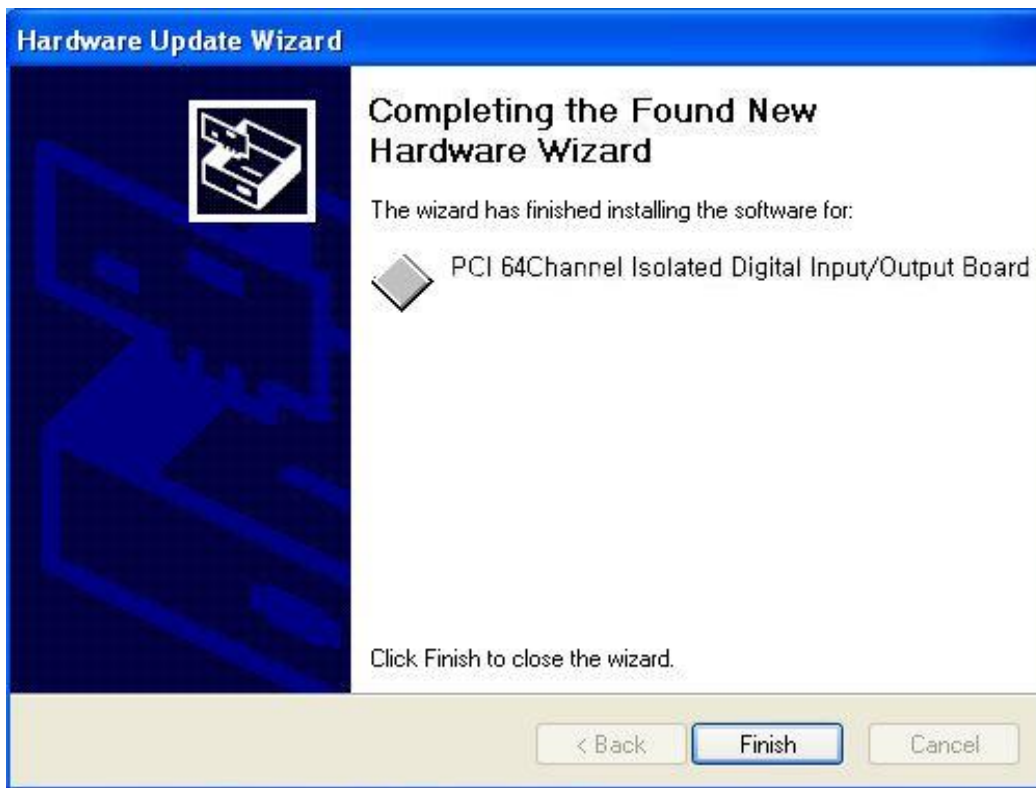 Hardware Update Wizard
Completing the Found New
Hardware Wizard
The wizard has finished installing the software for:
PCI 64Channel Isolated Digital Input/Output Board
Click Finish to close the wizard.
< Back Finish Cancel